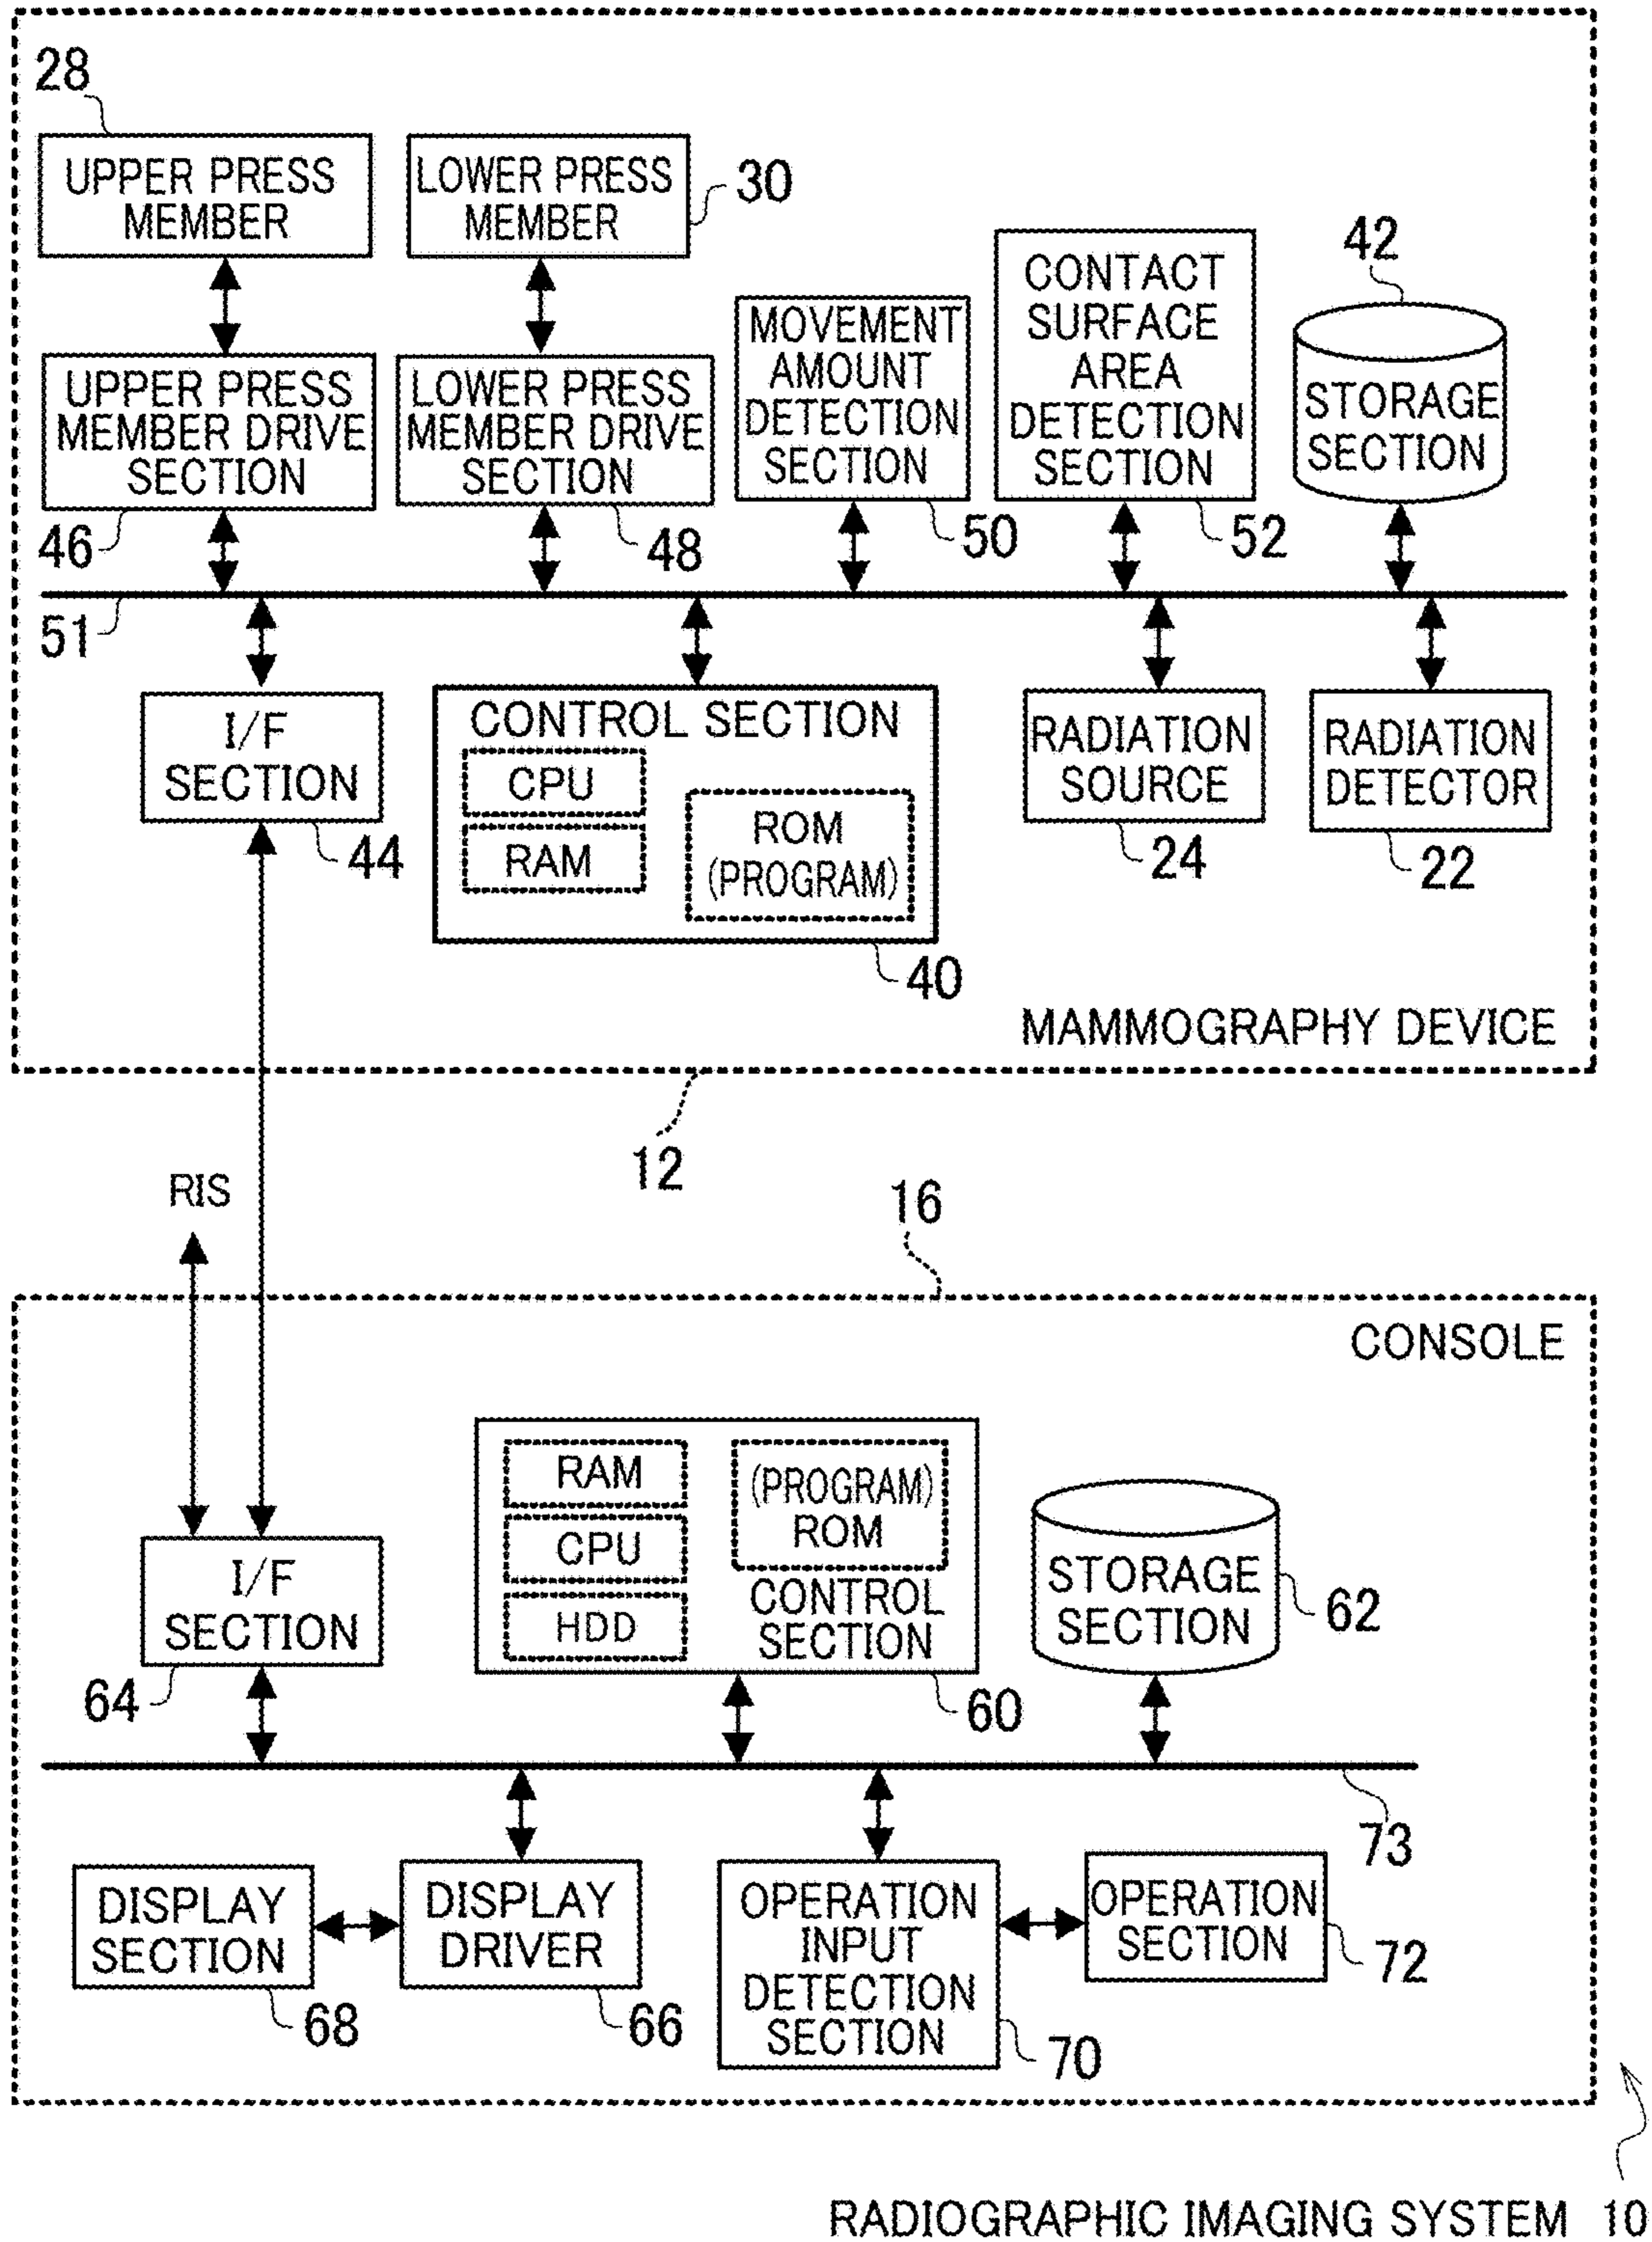 28
UPPER PRESS
MEMBER
LOWER PRESS
MEMBER
30
UPPER PRESS
MEMBER DRIVE
SECTION
46
LOWER PRESS
MEMBER DRIVE
SECTION
48
MOVEMENT
AMOUNT
DETECTION
SECTION
50
CONTACT
SURFACE
AREA
DETECTION
SECTION
52
42
STORAGE
SECTION
51
I/F
SECTION
44
CONTROL SECTION
CPU
RAM
ROM
(PROGRAM)
40
RADIATION
SOURCE
24
RADIATION
DETECTOR
22
MAMMOGRAPHY DEVICE
12
RIS
16
CONSOLE
I/F
SECTION
64
RAM
CPU
HDD
(PROGRAM)
ROM
CONTROL
SECTION
60
STORAGE
SECTION
62
73
DISPLAY
SECTION
68
DISPLAY
DRIVER
66
OPERATION
INPUT
DETECTION
SECTION
70
OPERATION
SECTION
72
RADIOGRAPHIC IMAGING SYSTEM 10